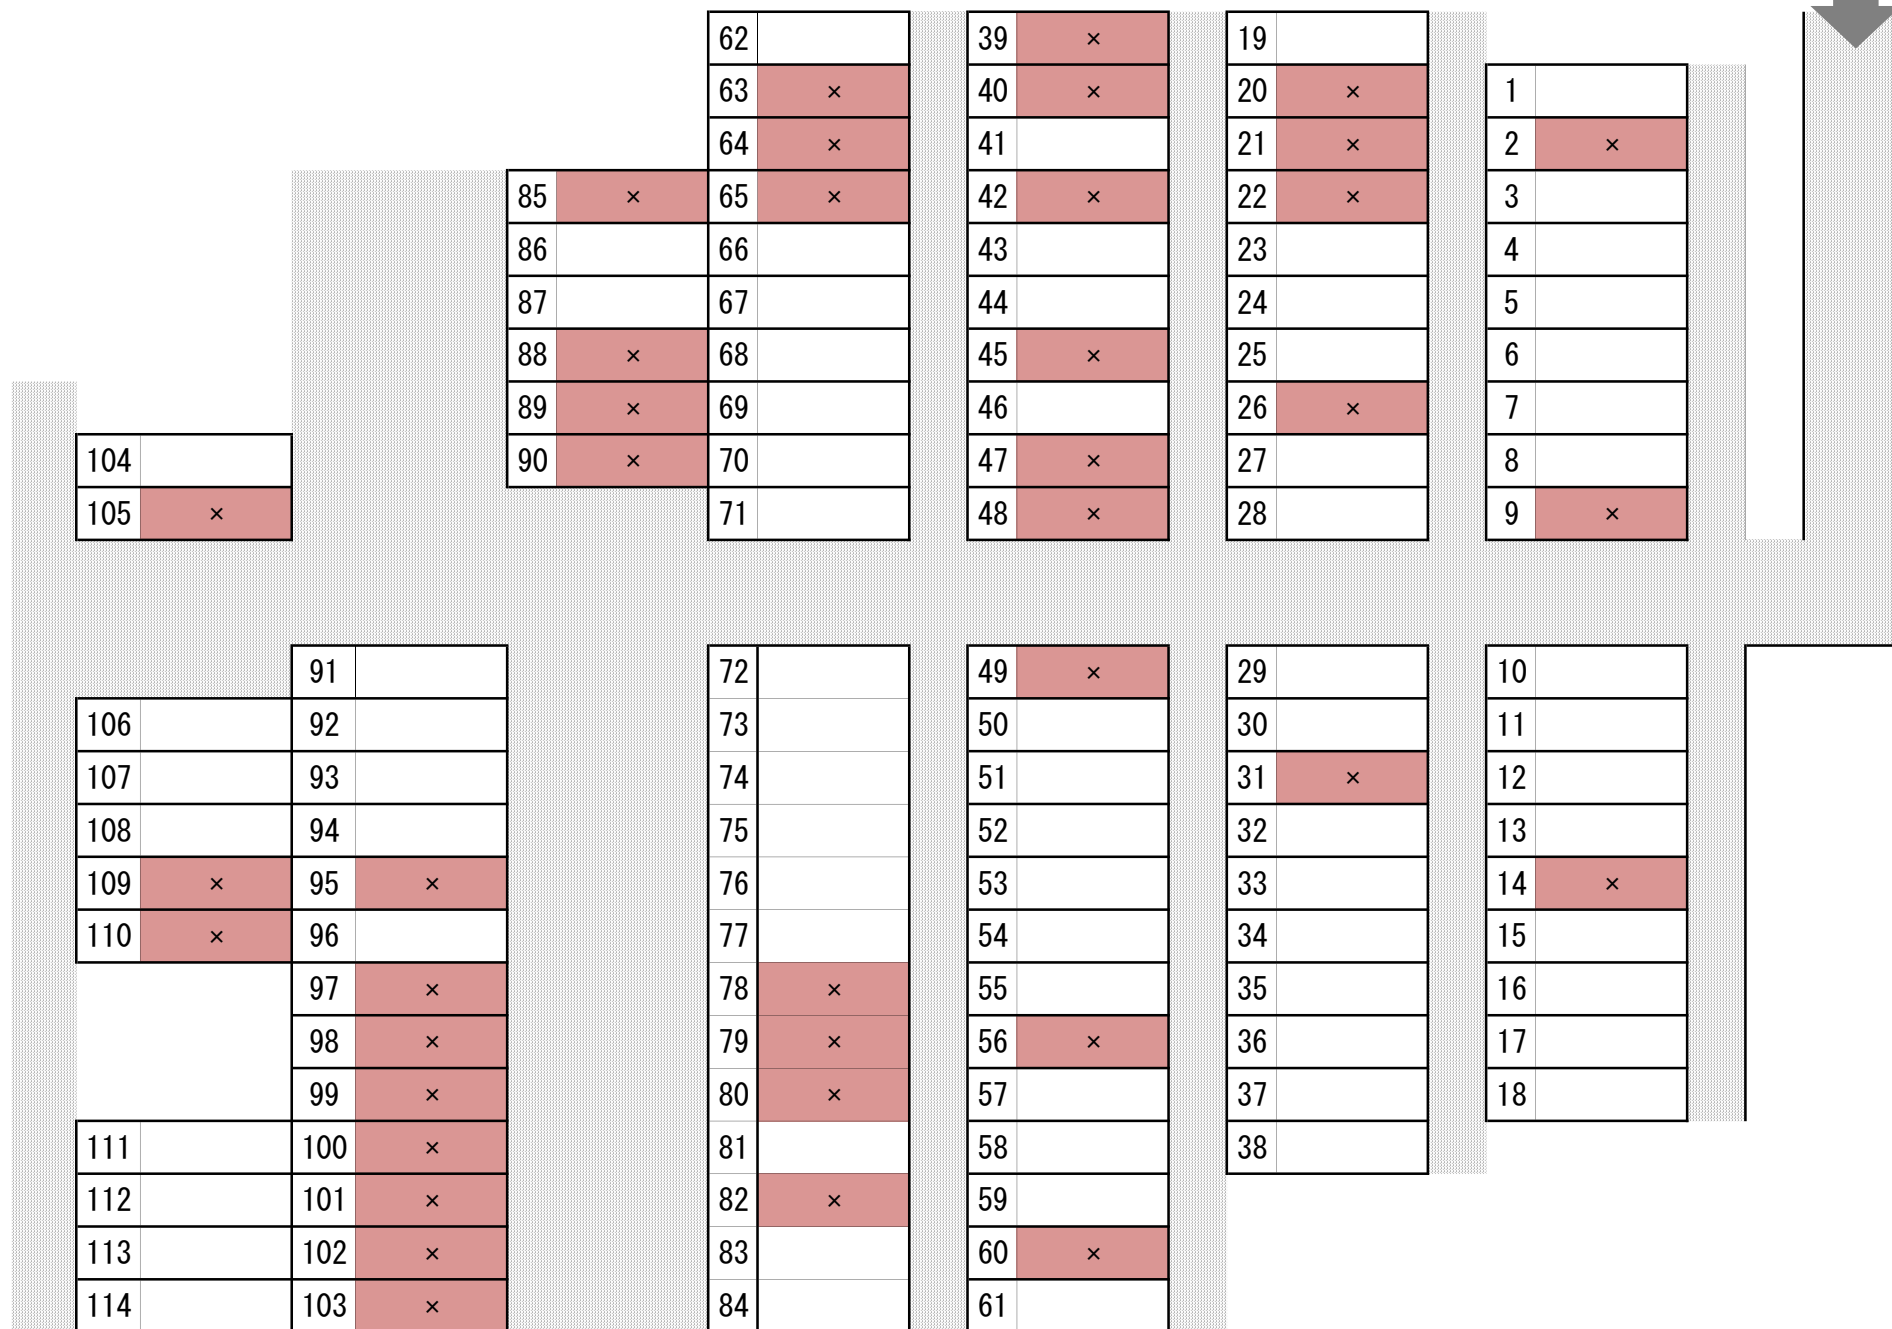 62 39 × 19
63 × 40 × 20 × 1
64 × 41 21 × 2 ×
85 × 65 × 42 × 22 × 3
86 66 43 23 4
87 67 44 24 5
88 × 68 45 × 25 6
89 × 69 46 26 × 7
104 90 × 70 47 × 27 8
105 × 71 48 × 28 9 ×
91 72 49 × 29 10
106 92 73 50 30 11
107 93 74 51 31 × 12
108 94 75 52 32 13
109 × 95 × 76 53 33 14 ×
110 × 96 77 54 34 15
97 × 78 × 55 35 16
98 × 79 × 56 × 36 17
99 × 80 × 57 37 18
111 100 × 81 58 38
112 101 × 82 × 59
113 102 × 83 60 ×
114 103 × 84 61